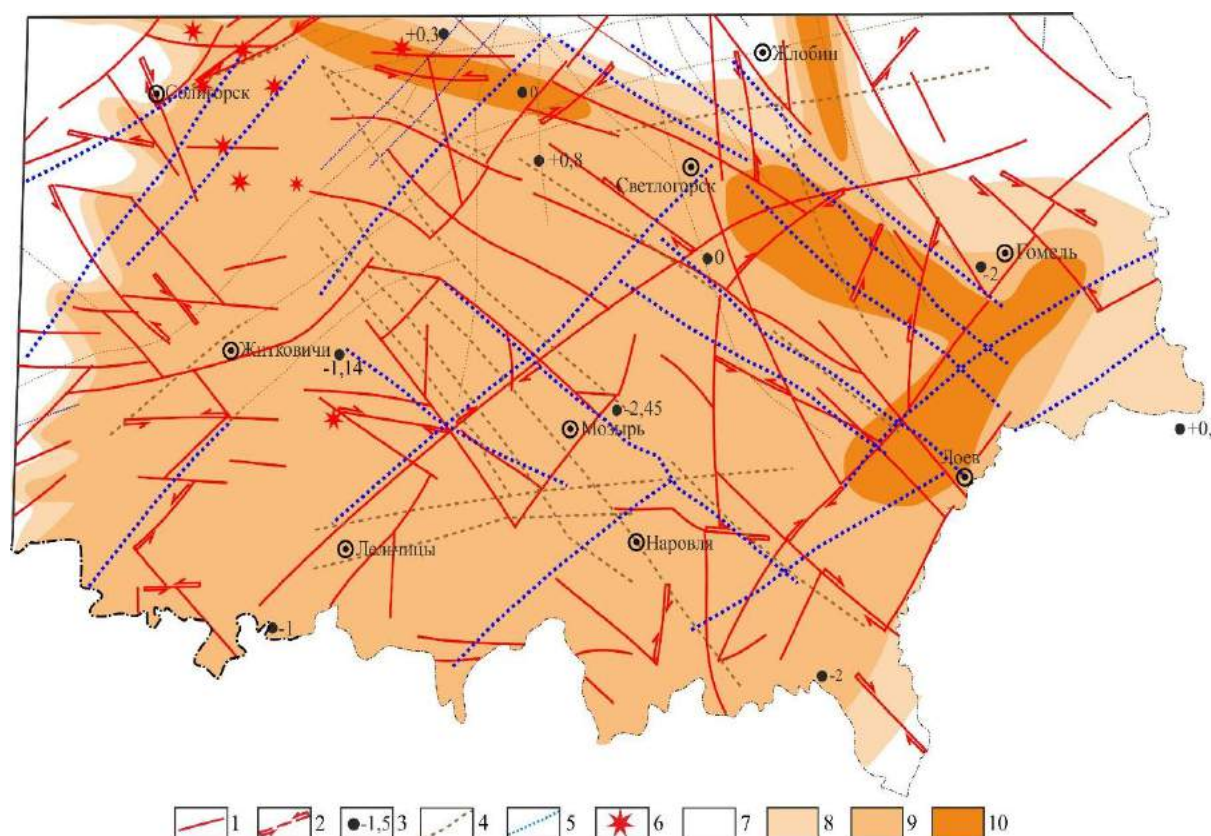 +0,3
Жлобин
Солигорск
0
+0,8
Светлогорск
0
Гомель
-2
Житковичи
-1,14
-2,45
Мозырь
+0,
Лоев
Лельчицы
Наровля
-1
-2
1 2 -1,5 3 4 5 6 7 8 9 10